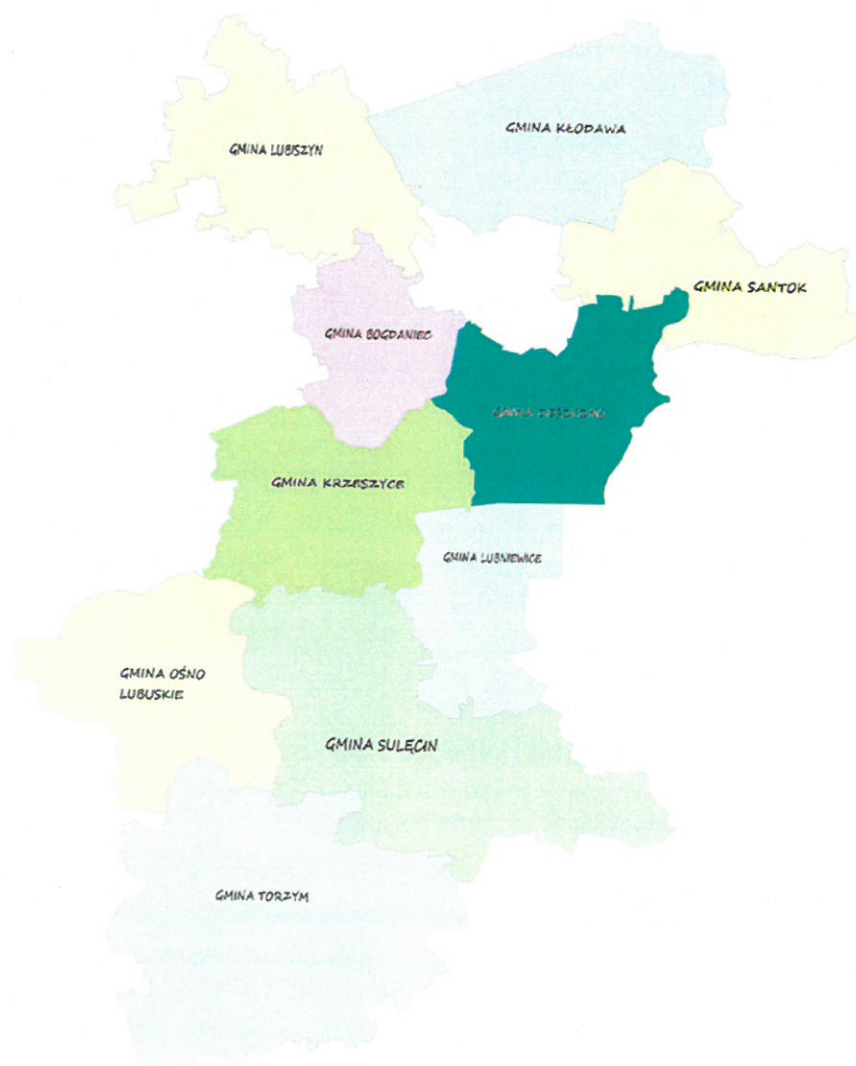 GMINA KŁODAWA
GMINA LUBISZYN
GMINA SANTOK
GMINA BOGDANIEC
GMINA
GMINA KRZESZYCE
GMINA LUBNIEWICE
GMINA OŚNO
LUBUSKIE
GMINA SULĘCIN
GMINA TORZYM